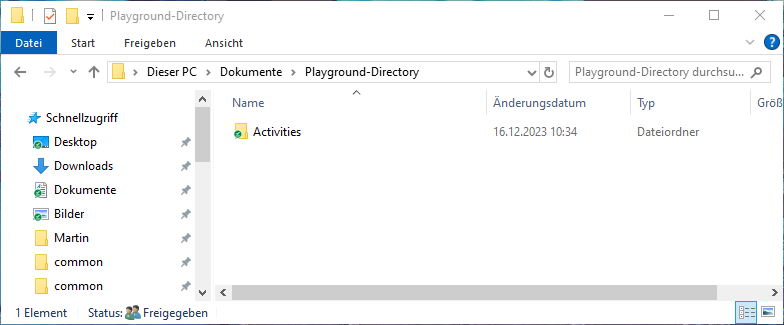 Playground-Directory
Datei Start Freigeben Ansicht
Dieser PC Dokumente Playground-Directory Playground-Directory durchsu...
Name Änderungsdatum Typ Größ
Schnellzugriff
Activities 16.12.2023 10:34 Dateiordner
Desktop
Downloads
Dokumente
Bilder
Martin
common
common
1 Element Status: Freigegeben